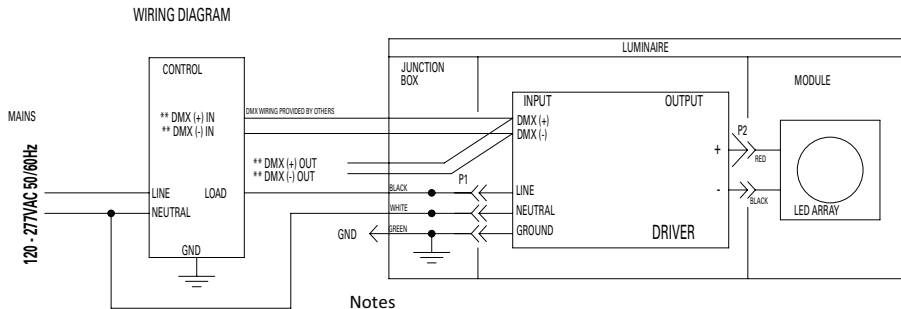 WIRING DIAGRAM
LUMINAIRE
CONTROL
JUNCTION
BOX
MODULE
MAINS
120 - 277VAC 50/60Hz
** DMX (+) IN
** DMX (-) IN
DMX WIRING PROVIDED BY OTHERS
INPUT
OUTPUT
DMX (+)
DMX (-)
** DMX (+) OUT
** DMX (-) OUT
P2
+
RED
LINE
LOAD
BLACK
P1
LINE
-
BLACK
NEUTRAL
WHITE
NEUTRAL
LED ARRAY
GND
GREEN
GROUND
DRIVER
GND
Notes